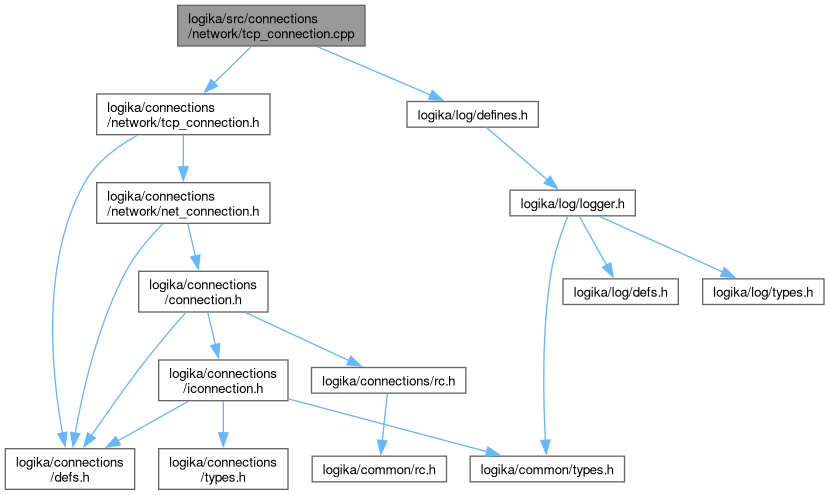 logika/src/connections
/network/tcp_connection.cpp
logika/connections
/network/tcp_connection.h
logika/log/defines.h
logika/connections
/network/net_connection.h
logika/log/logger.h
logika/connections
/connection.h
logika/log/defs.h
logika/log/types.h
logika/connections
/iconnection.h
logika/connections/rc.h
logika/connections
/defs.h
logika/connections
/types.h
logika/common/rc.h
logika/common/types.h